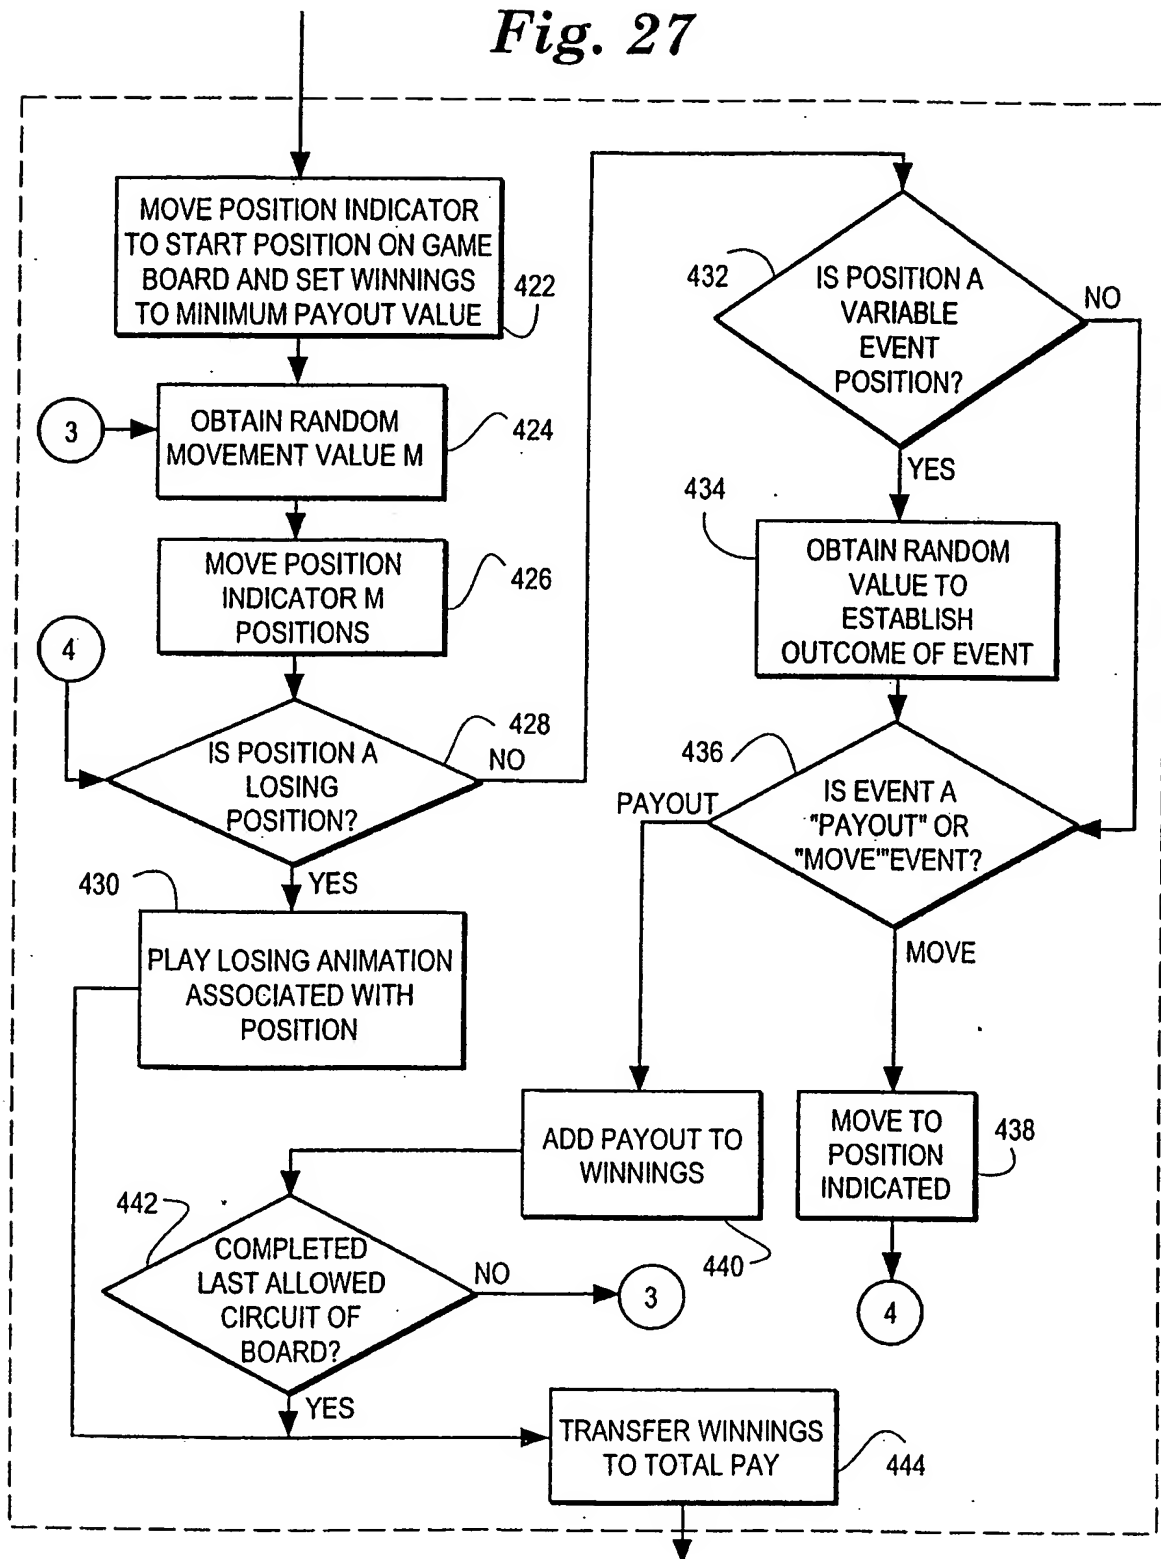 Fig. 27
MOVE POSITION INDICATOR
TO START POSITION ON GAME
BOARD AND SET WINNINGS
TO MINIMUM PAYOUT VALUE
422
3
OBTAIN RANDOM
MOVEMENT VALUE M
424
MOVE POSITION
INDICATOR M
POSITIONS
426
4
IS POSITION A
LOSING
POSITION?
428
NO
YES
430
PLAY LOSING ANIMATION
ASSOCIATED WITH
POSITION
432
IS POSITION A
VARIABLE
EVENT
POSITION?
NO
YES
434
OBTAIN RANDOM
VALUE TO
ESTABLISH
OUTCOME OF EVENT
436
IS EVENT A
"PAYOUT" OR
"MOVE'"EVENT?
PAYOUT
MOVE
ADD PAYOUT TO
WINNINGS
440
MOVE TO
POSITION
INDICATED
438
4
442
COMPLETED
LAST ALLOWED
CIRCUIT OF
BOARD?
NO
3
YES
TRANSFER WINNINGS
TO TOTAL PAY
444